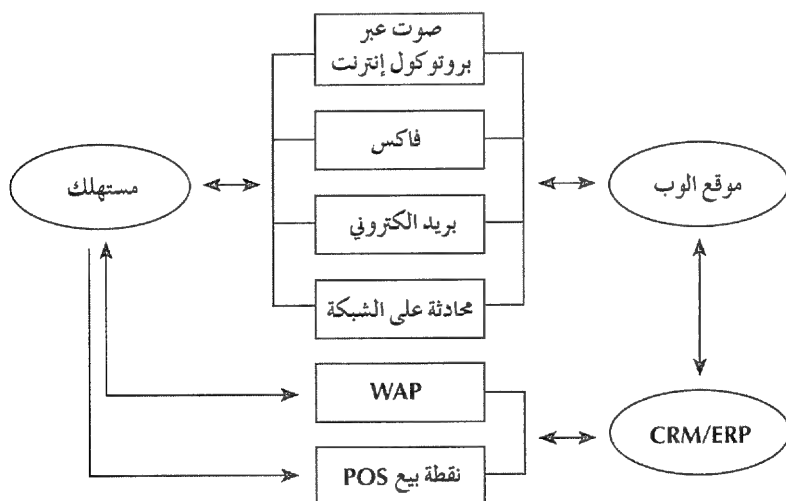 صوت عبر
بروتوكول إنترنت
فاكس
موقع الوب
مستهلك
بريد الكتروني
محادثة على الشبكة
WAP
CRM/ERP
نقطة بيع POS